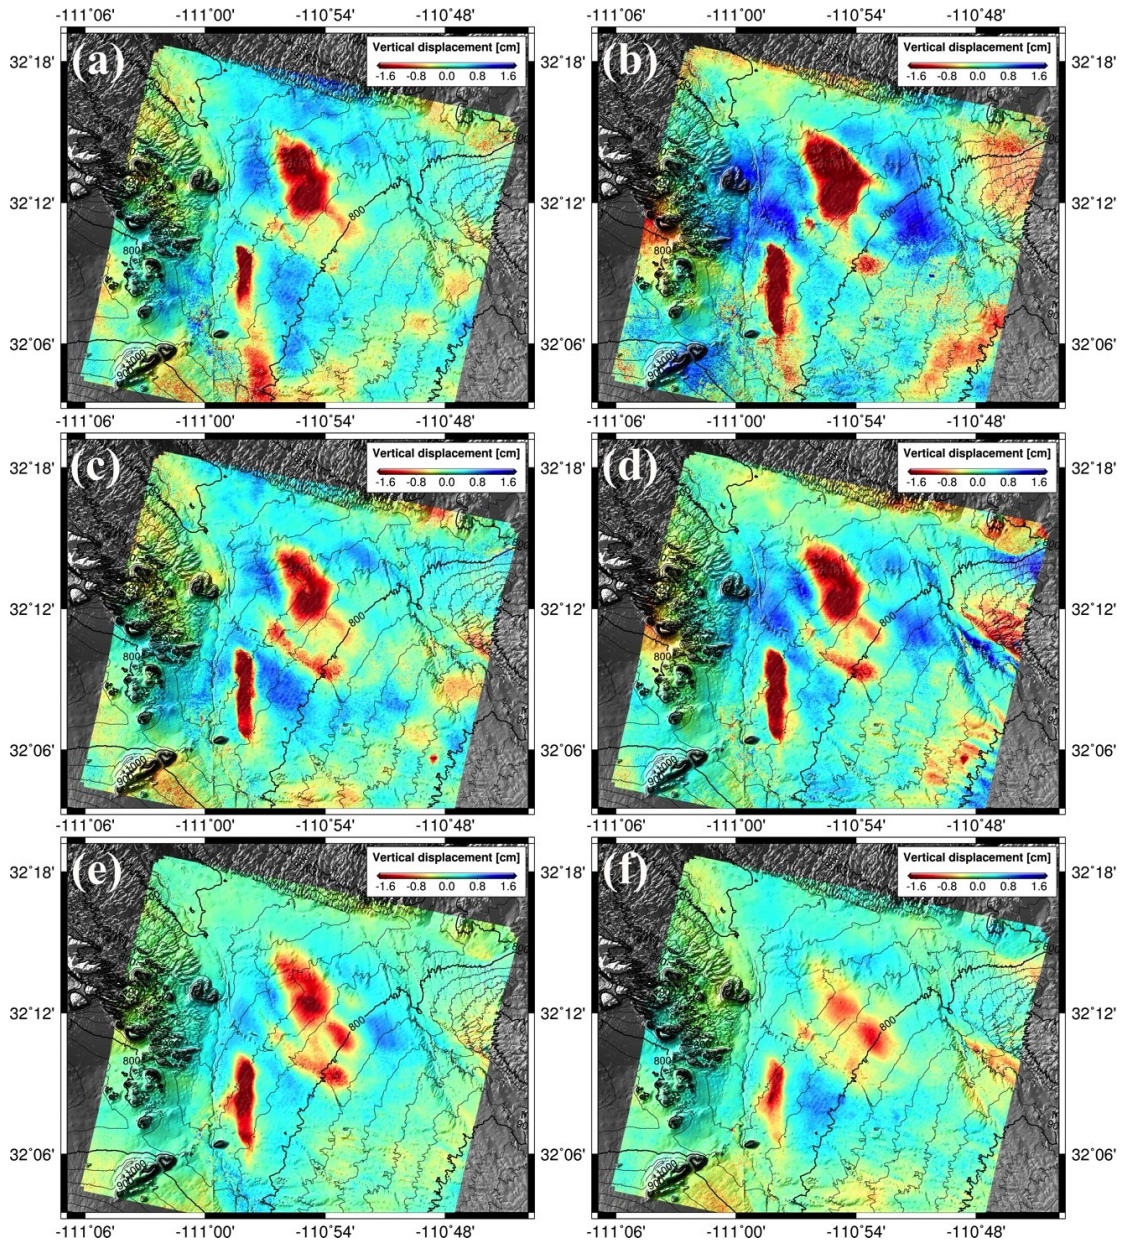 -111°06' -111°00' -110°54' -110°48' -111°06' -111°00' -110°54' -110°48'
(a) Vertical displacement [cm] (b) Vertical displacement [cm]
-1.6 -0.8 0.0 0.8 1.6 -1.6 -0.8 0.0 0.8 1.6
32°18' 32°18'
32°12' 800 32°12' 800 32°12'
800 800
32°06' 1000 32°06' 1000 32°06'
-111°06' -111°00' -110°54' -110°48' -111°06' -111°00' -110°54' -110°48'
(c) Vertical displacement [cm] (d) Vertical displacement [cm]
-1.6 -0.8 0.0 0.8 1.6 -1.6 -0.8 0.0 0.8 1.6
32°18' 32°18' 32°18'
32°12' 800 32°12' 800 32°12'
800 800
32°06' 1000 32°06' 1000 32°06'
-111°06' -111°00' -110°54' -110°48' -111°06' -111°00' -110°54' -110°48'
(e) Vertical displacement [cm] (f) Vertical displacement [cm]
-1.6 -0.8 0.0 0.8 1.6 -1.6 -0.8 0.0 0.8 1.6
32°18' 32°18' 32°18'
32°12' 800 32°12' 800 32°12'
800 800
32°06' 1000 32°06' 1000 32°06'
-111°06' -111°00' -110°54' -110°48' -111°06' -111°00' -110°54' -110°48'